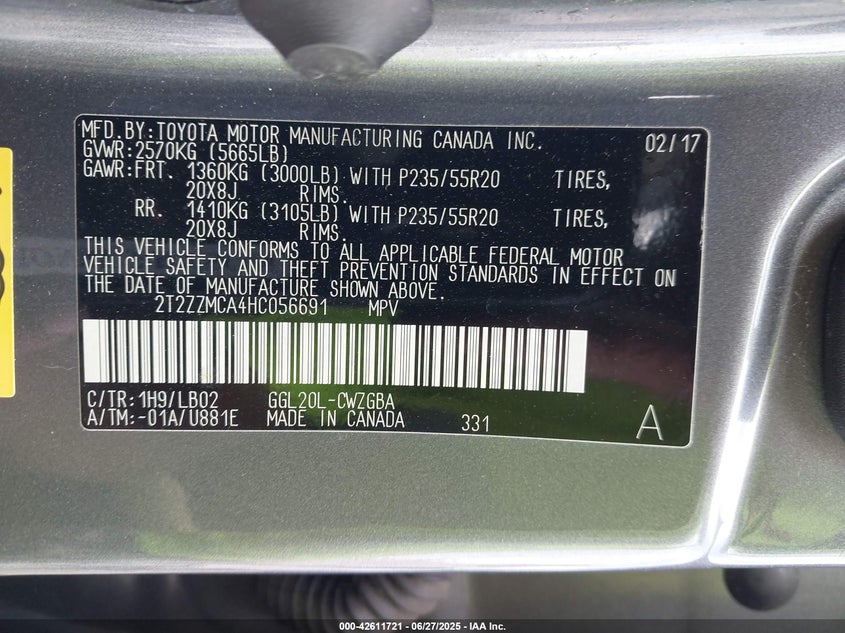 MFD.BY:TOYOTA MOTOR MANUFACTURING CANADA INC. 02/17
GVWR:2570KG (5665LB)
GAWR:FRT. 1360KG (3000LB) WITH P235/55R20 TIRES,
20X8J RIMS.
RR. 1410KG (3105LB) WITH P235/55R20 TIRES,
20X8J RIMS.
THIS VEHICLE CONFORMS TO ALL APPLICABLE FEDERAL MOTOR
VEHICLE SAFETY AND THEFT PREVENTION STANDARDS IN EFFECT ON
THE DATE OF MANUFACTURE SHOWN ABOVE.
2T2ZZMCA4HC056691 MPV
C/TR:1H9/LB02 GGL20L-CWZGBA
A/TM:-01A/U881E MADE IN CANADA 331 A
000-42611721 - 06/27/2025 - IAA Inc.